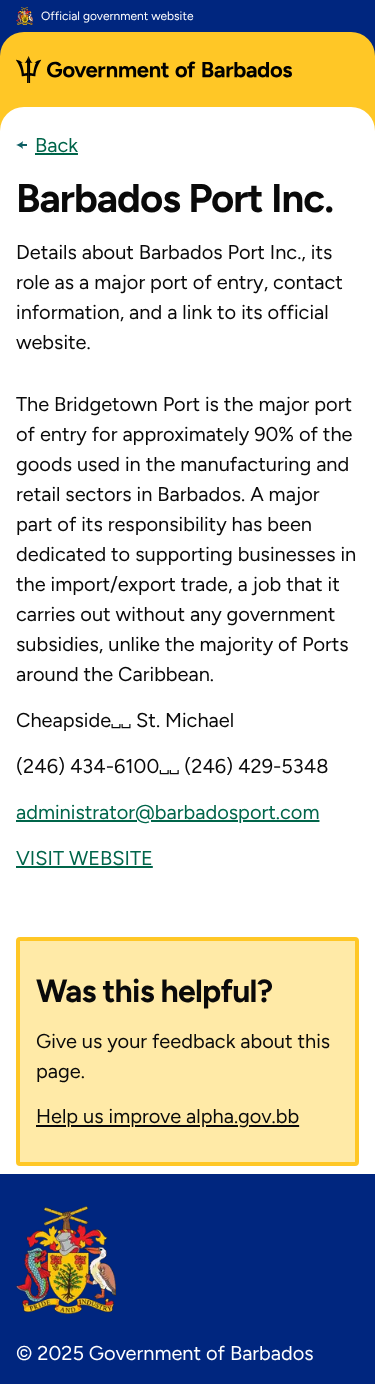 Official government website
Government of Barbados
Back
Barbados Port Inc.
Details about Barbados Port Inc., its
role as a major port of entry, contact
information, and a link to its official
website.
The Bridgetown Port is the major port
of entry for approximately 90% of the
goods used in the manufacturing and
retail sectors in Barbados. A major
part of its responsibility has been
dedicated to supporting businesses in
the import/export trade, a job that it
carries out without any government
subsidies, unlike the majority of Ports
around the Caribbean.
Cheapside␣␣ St. Michael
(246) 434-6100␣␣ (246) 429-5348
administrator@barbadosport.com
VISIT WEBSITE
Was this helpful?
Give us your feedback about this
page.
Help us improve alpha.gov.bb
PRIDE AND INDUSTRY
© 2025 Government of Barbados